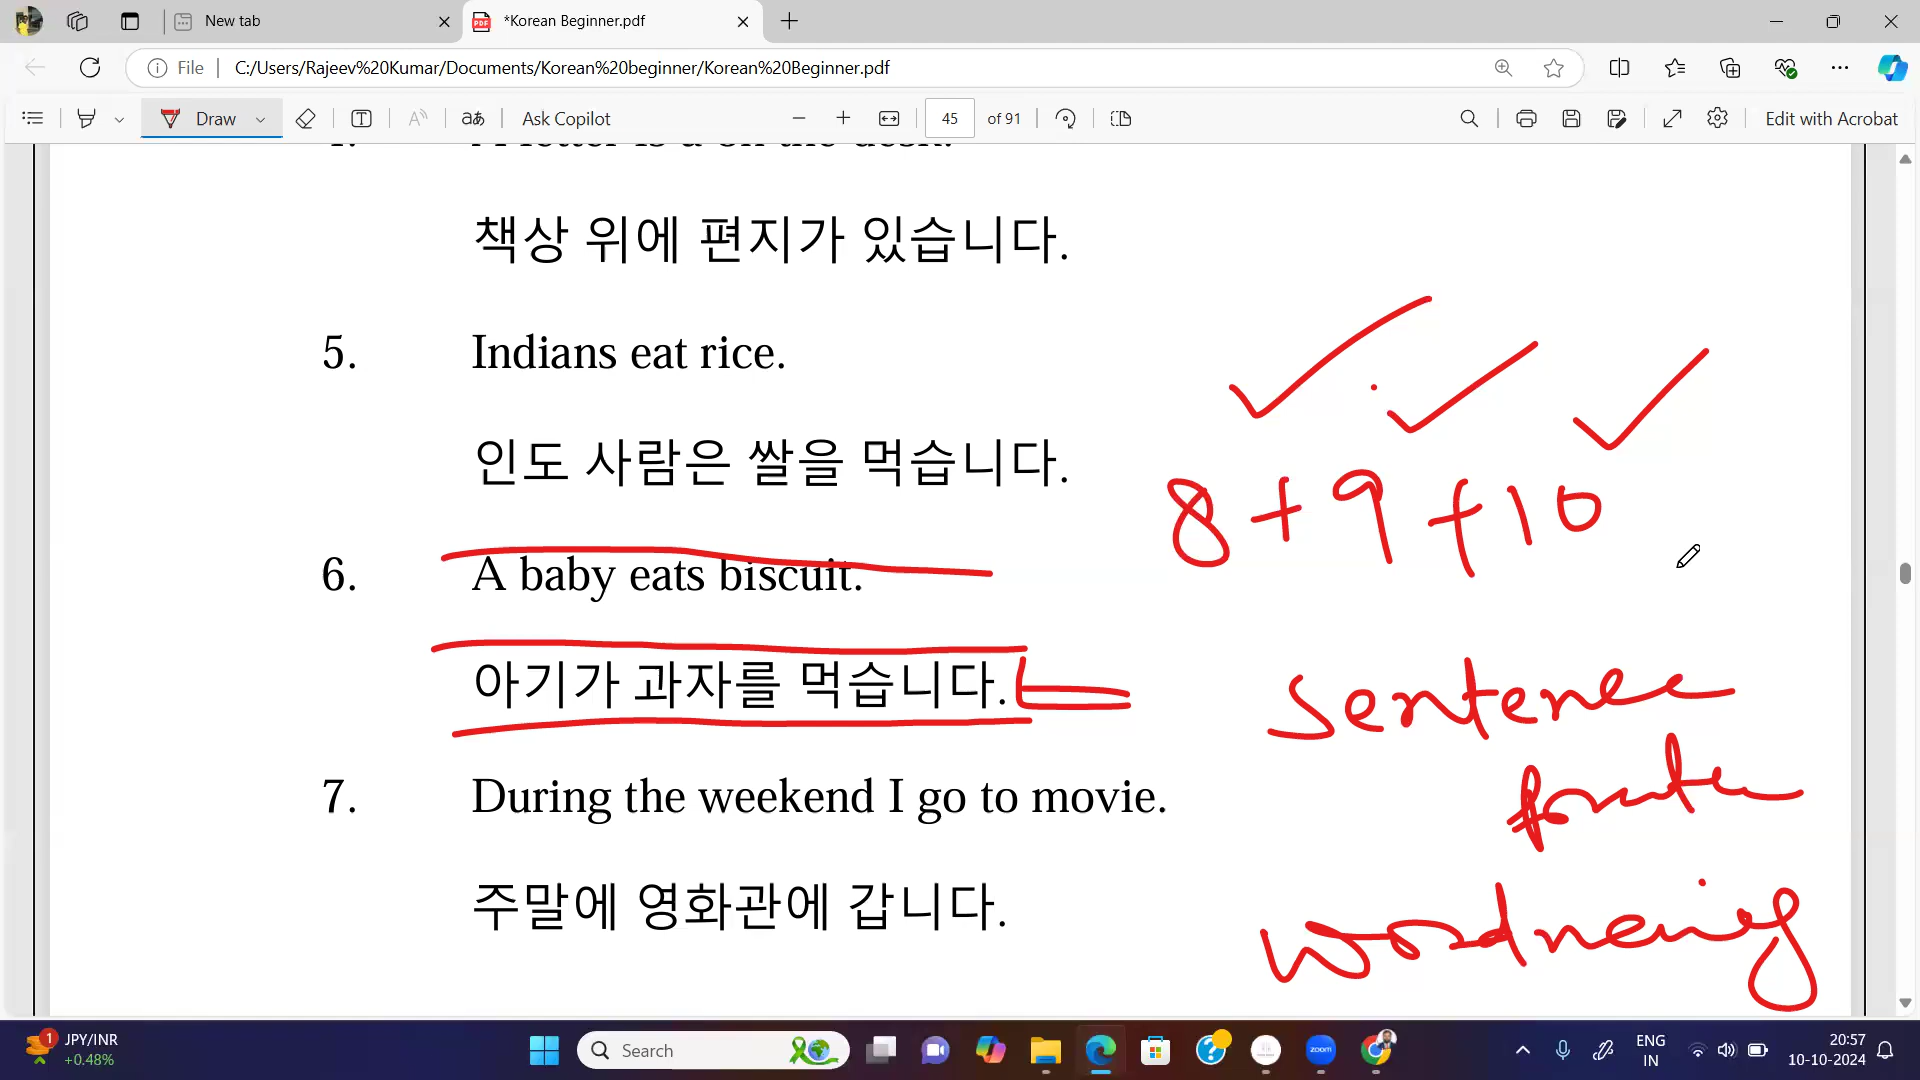 New tab
*Korean Beginner.pdf
File
C:/Users/Rajeev%20Kumar/Documents/Korean%20beginner/Korean%20Beginner.pdf
Draw
aあ
Ask Copilot
45 of 91
Edit with Acrobat
책상 위에 편지가 있습니다.
5. Indians eat rice.
인도 사람은 쌀을 먹습니다.
8 + 9 + 10
6. A baby eats biscuit.
아기가 과자를 먹습니다.
sentence
7. During the weekend I go to movie.
주말에 영화관에 갑니다.
1
JPY/INR
+0.48%
Search
zoom
ENG
IN
20:57
10-10-2024